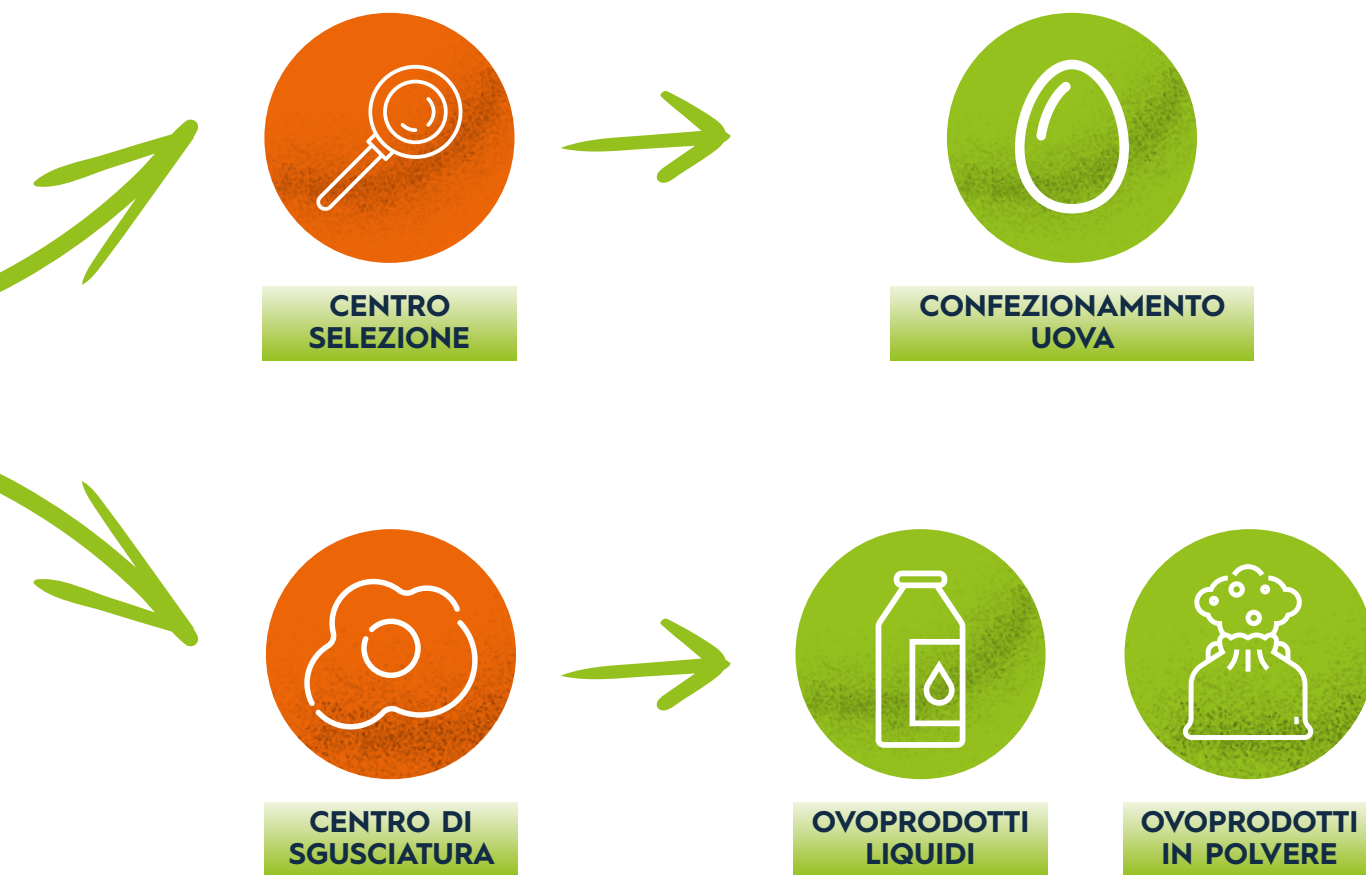 CENTRO
SELEZIONE
CONFEZIONAMENTO
UOVA
CENTRO DI
SGUSCIATURA
OVOPRODOTTI
LIQUIDI
OVOPRODOTTI
IN POLVERE